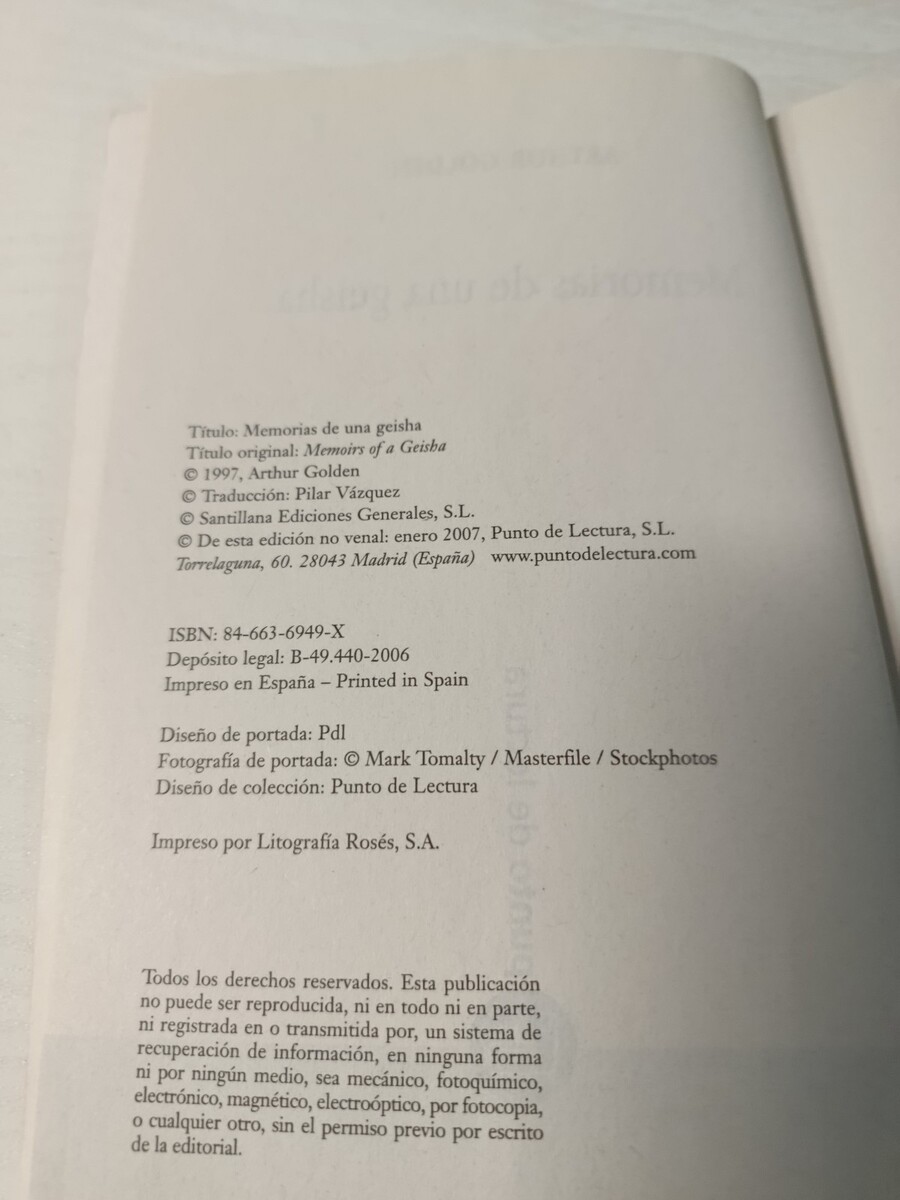 Título: Memorias de una geisha
Título original: Memoirs of a Geisha
© 1997, Arthur Golden
© Traducción: Pilar Vázquez
© Santillana Ediciones Generales, S.L.
© De esta edición no venal: enero 2007, Punto de Lectura, S.L.
Torrelaguna, 60. 28043 Madrid (España) www.puntodelectura.com
ISBN: 84-663-6949-X
Depósito legal: B-49.440-2006
Impreso en España – Printed in Spain
Diseño de portada: Pdl
Fotografía de portada: © Mark Tomalty / Masterfile / Stockphotos
Diseño de colección: Punto de Lectura
Impreso por Litografía Rosés, S.A.
Todos los derechos reservados. Esta publicación
no puede ser reproducida, ni en todo ni en parte,
ni registrada en o transmitida por, un sistema de
recuperación de información, en ninguna forma
ni por ningún medio, sea mecánico, fotoquímico,
electrónico, magnético, electroóptico, por fotocopia,
o cualquier otro, sin el permiso previo por escrito
de la editorial.